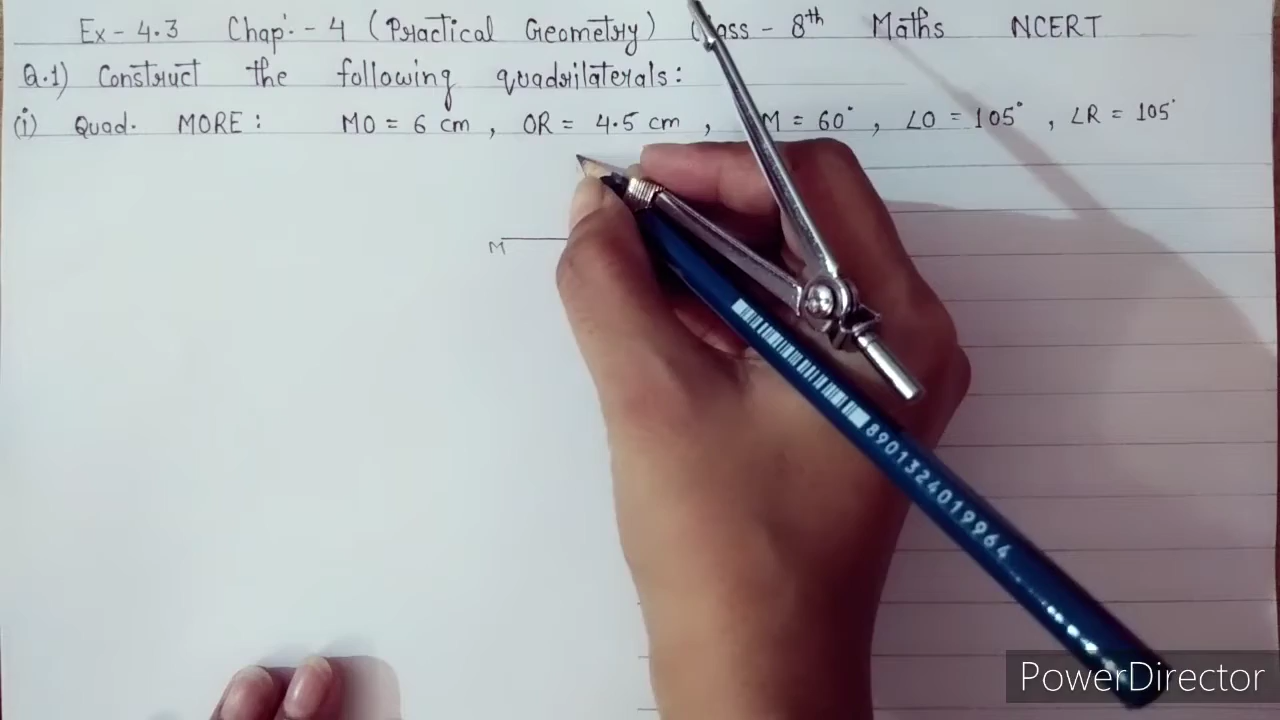 Ex - 4.3 Chap: - 4 (Practical Geometry) - 8th Maths NCERT
Q.1) Construct the following quadrilaterals:
(i) Quad. MORE: MO = 6 cm, OR = 4.5 cm, M = 60°, ∠O = 105°, ∠R = 105°
M
8901324019964
PowerDirector